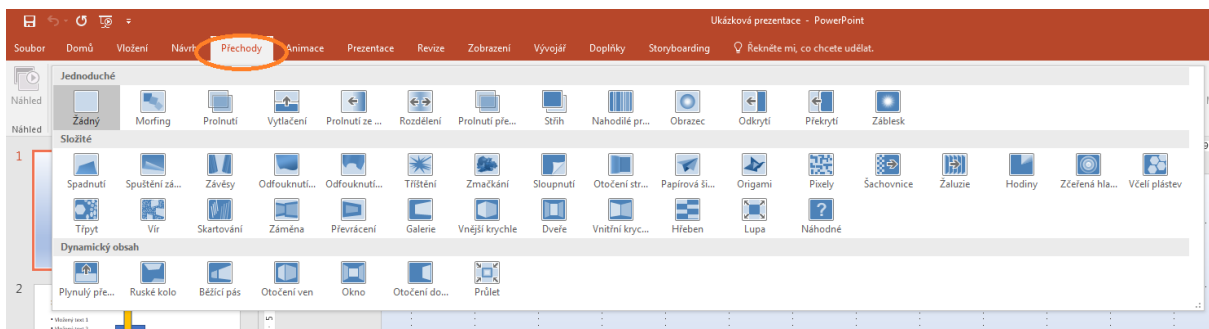 Ukázková prezentace - PowerPoint
Soubor Domů Vložení Návrh Přechody Animace Prezentace Revize Zobrazení Vývojář Doplňky Storyboarding Řekněte mi, co chcete udělat.
Náhled
Náhled
Jednoduché
Žádný Morfing Prolnutí Vytlačení Prolnutí ze ... Rozdělení Prolnutí pře... Střih Nahodilé pr... Obrazec Odkrytí Překrytí Záblesk
Složité
Spadnutí Spuštění zá... Závěsy Odfouknutí... Odfouknutí... Tříštění Zmačkání Sloupnutí Otočení str... Papírová ši... Origami Pixely Šachovnice Žaluzie Hodiny Zčeřená hla... Včelí plástev
Třpyt Vír Skartování Záměna Převrácení Galerie Vnější krychle Dveře Vnitřní kryc... Hřeben Lupa Náhodné
Dynamický obsah
Plynulý pře... Ruské kolo Běžící pás Otočení ven Okno Otočení do... Průlet
1
2
• Vložený text 1
5